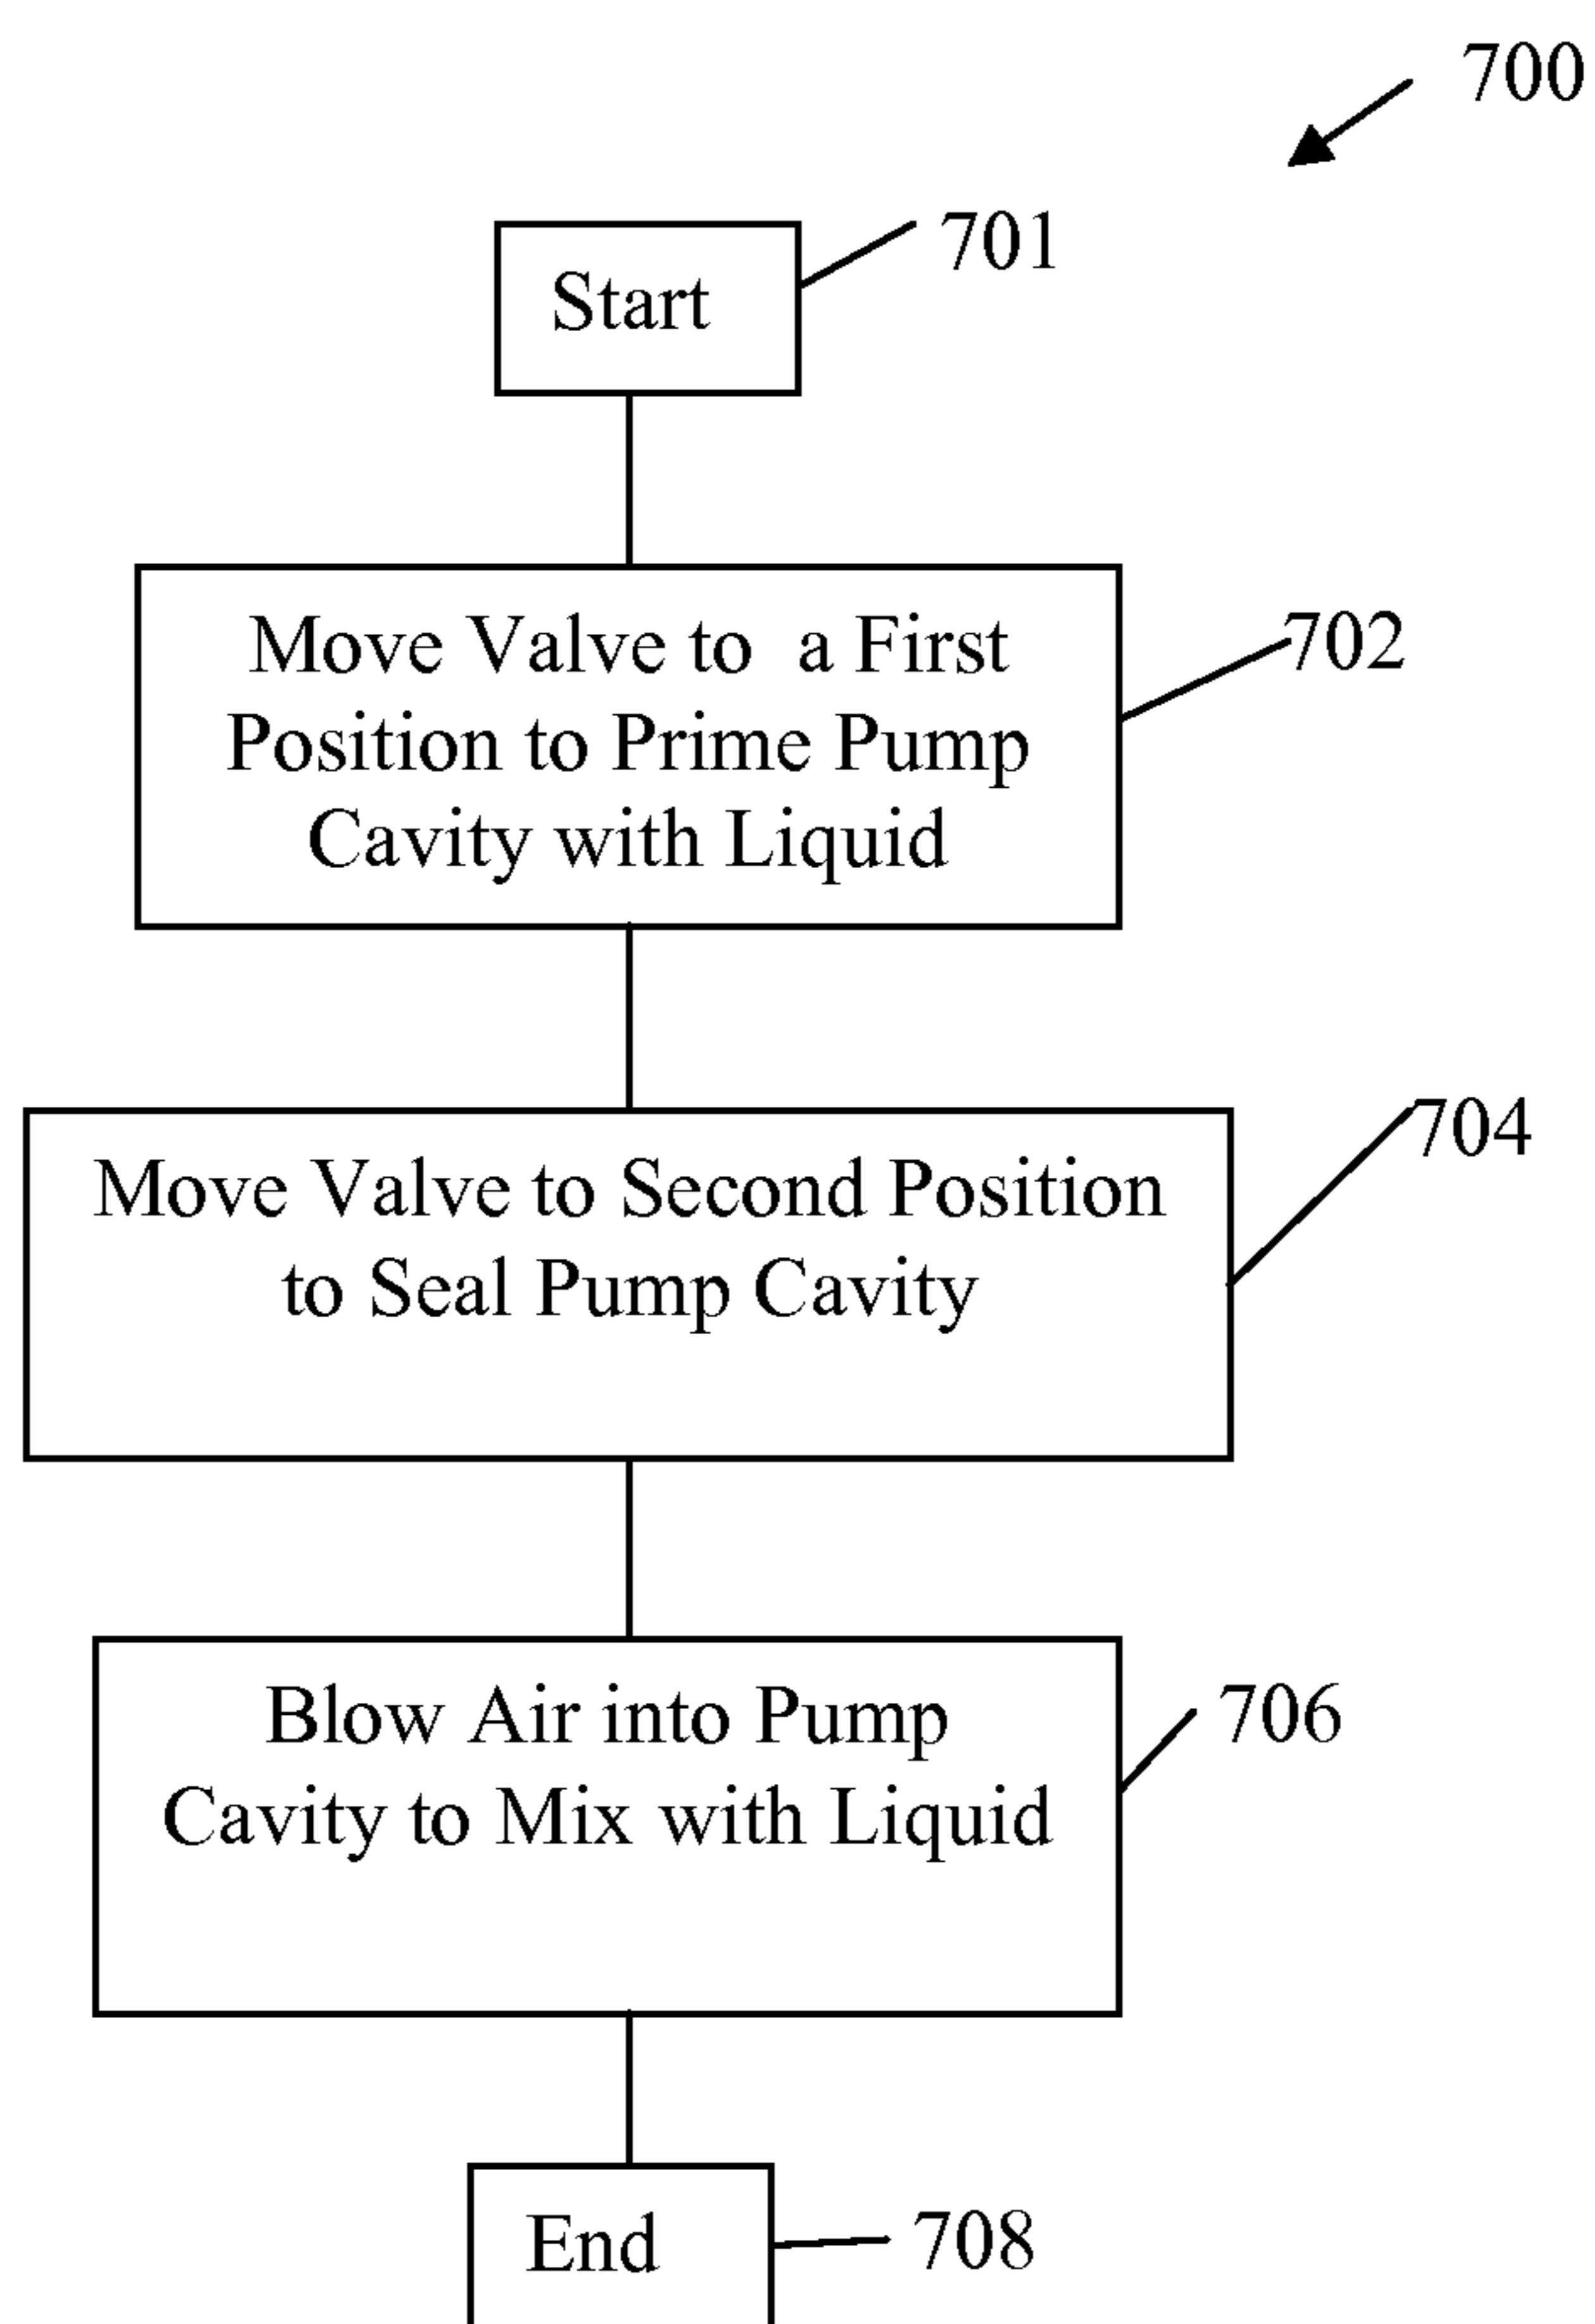 700
701
Start
Move Valve to a First
702
Position to Prime Pump
Cavity with Liquid
704
Move Valve to Second Position
to Seal Pump Cavity
Blow Air into Pump
706
Cavity to Mix with Liquid
End
708